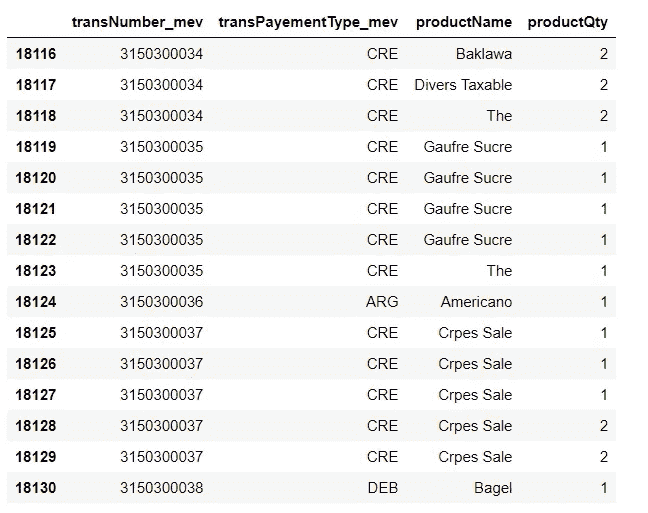 transNumber_mev transPayementType_mev productName productQty
18116 3150300034 CRE Baklawa 2
18117 3150300034 CRE Divers Taxable 2
18118 3150300034 CRE The 2
18119 3150300035 CRE Gaufre Sucre 1
18120 3150300035 CRE Gaufre Sucre 1
18121 3150300035 CRE Gaufre Sucre 1
18122 3150300035 CRE Gaufre Sucre 1
18123 3150300035 CRE The 1
18124 3150300036 ARG Americano 1
18125 3150300037 CRE Crpes Sale 1
18126 3150300037 CRE Crpes Sale 1
18127 3150300037 CRE Crpes Sale 1
18128 3150300037 CRE Crpes Sale 2
18129 3150300037 CRE Crpes Sale 2
18130 3150300038 DEB Bagel 1